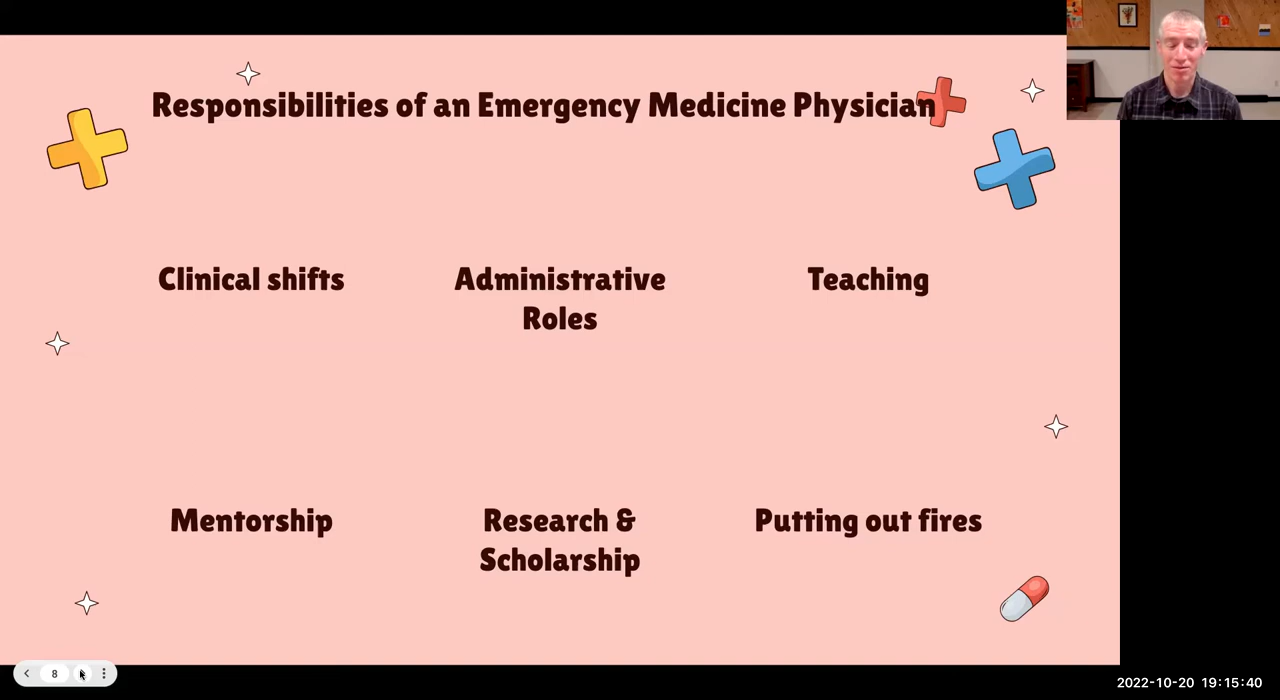 Responsibilities of an Emergency Medicine Physician
Clinical shifts
Administrative
Roles
Teaching
Mentorship
Research &
Scholarship
Putting out fires
8
2022-10-20 19:15:40